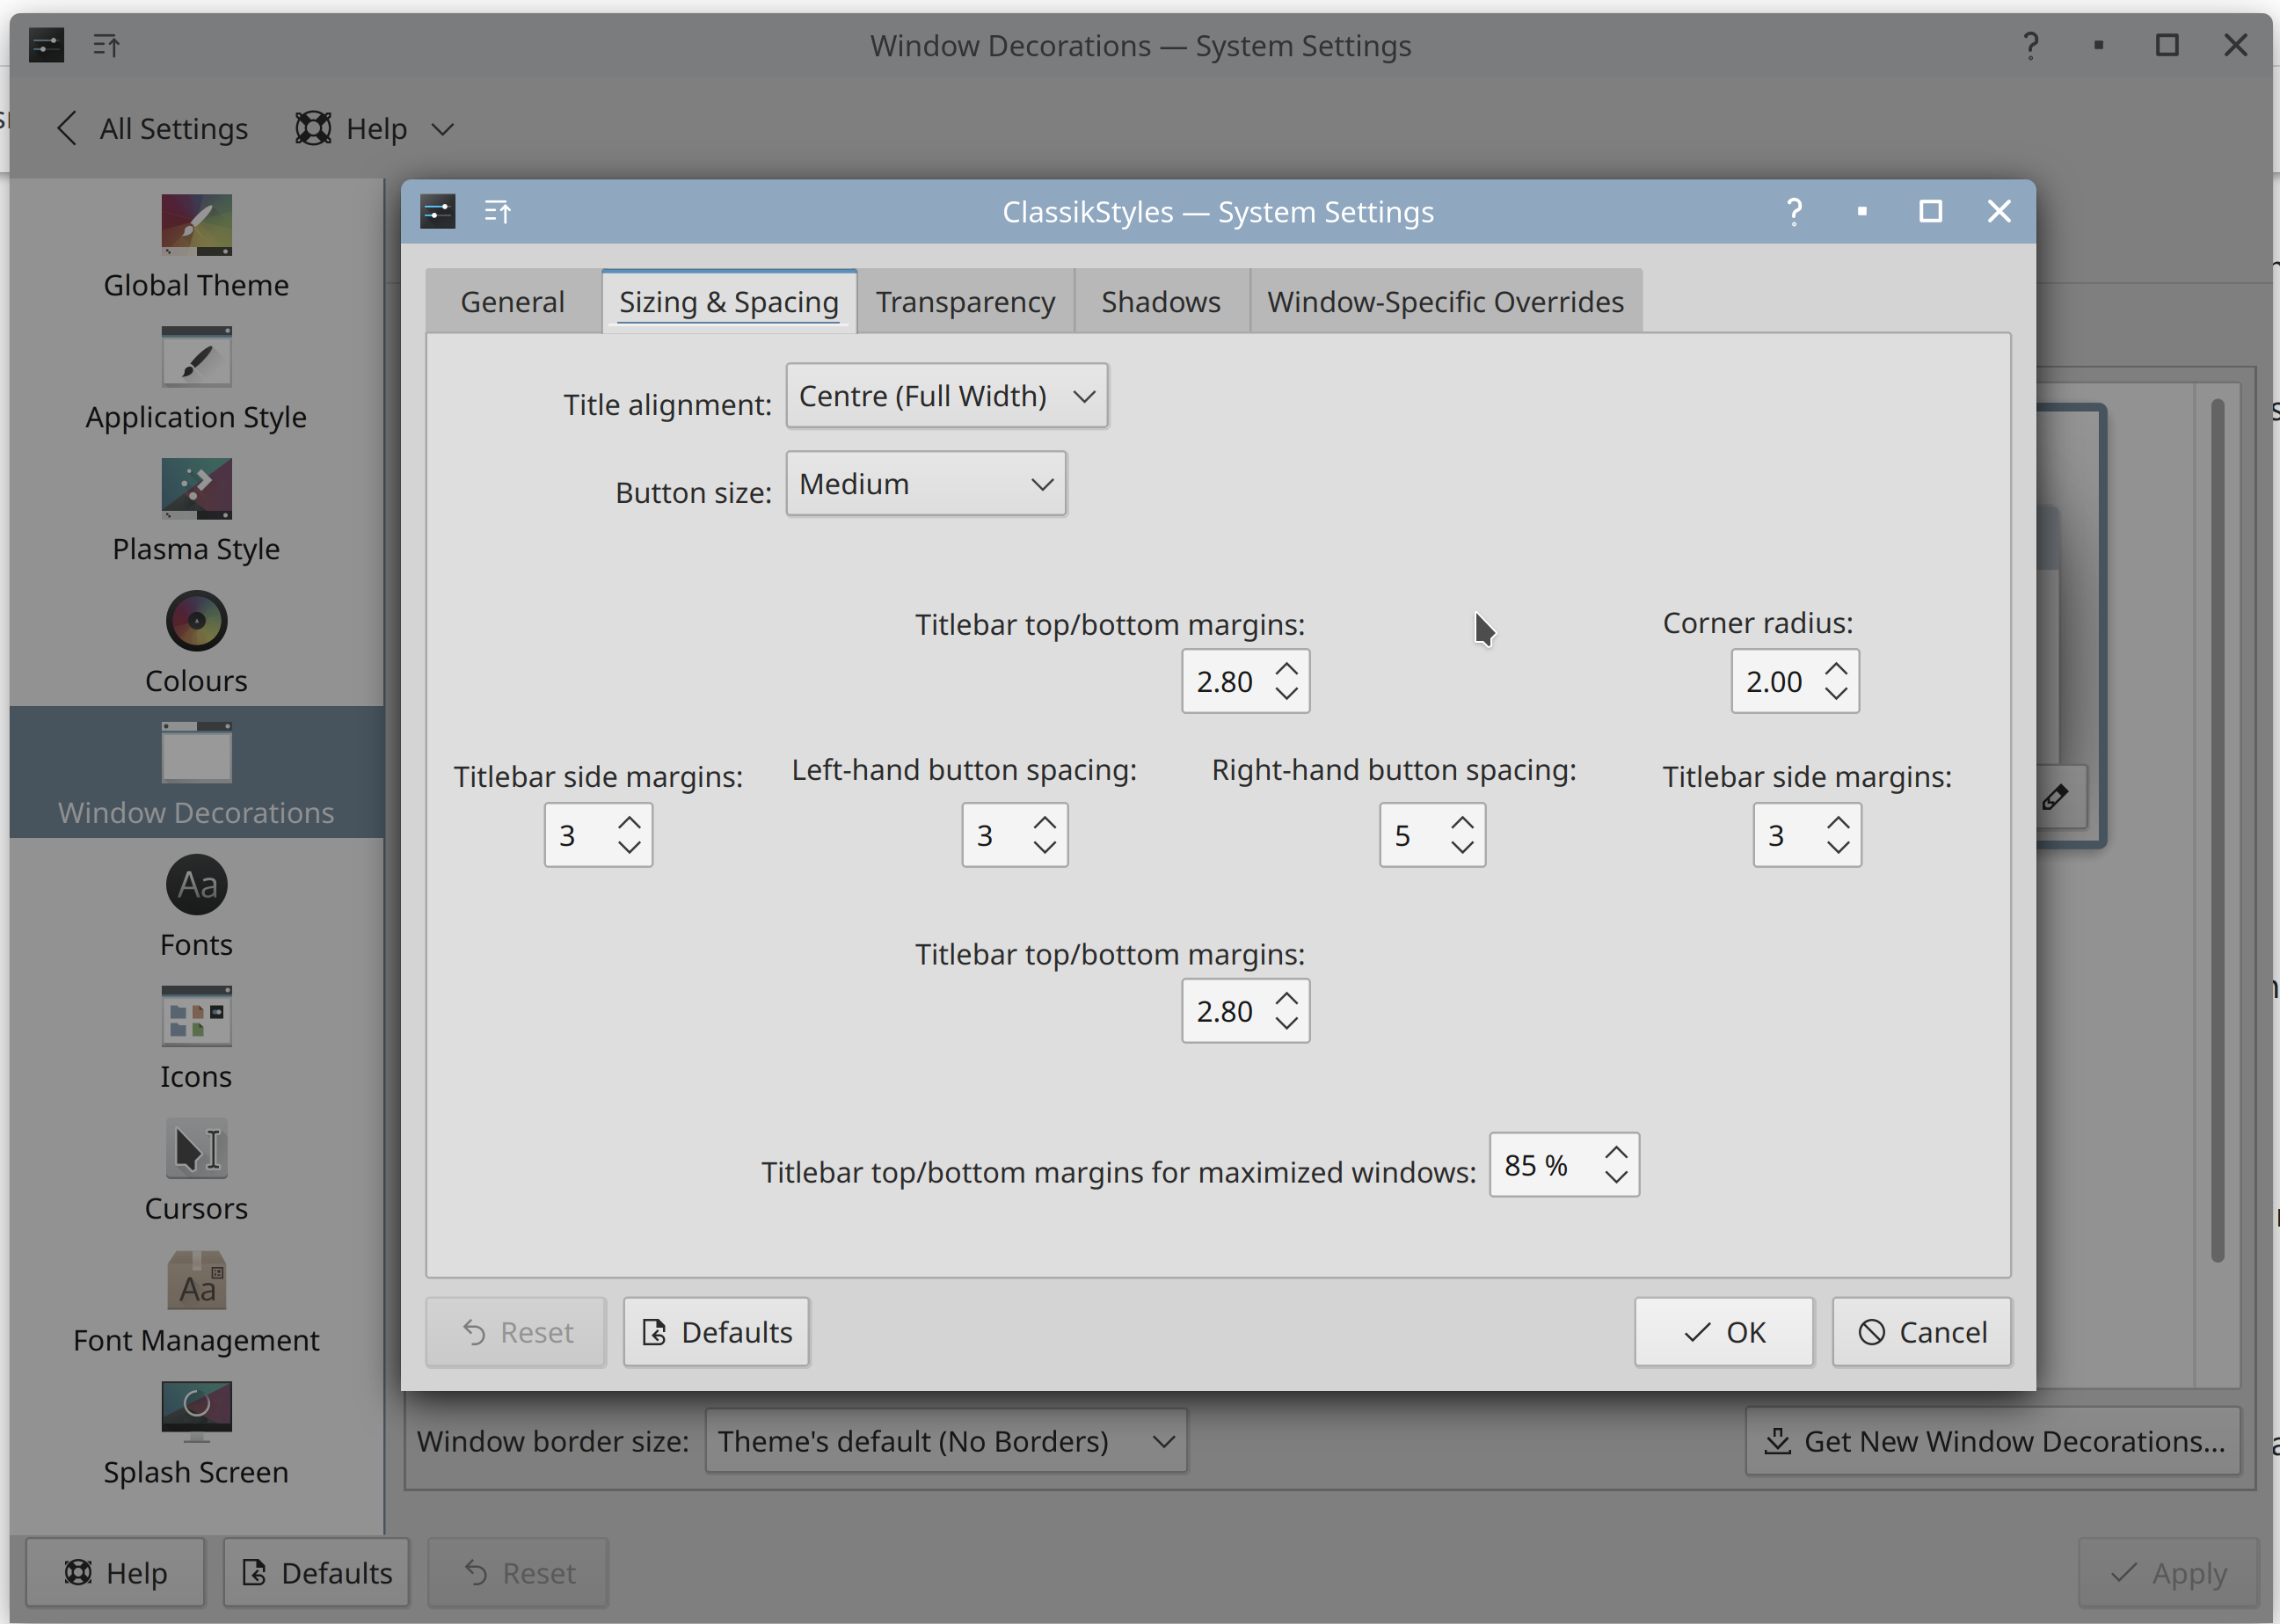 Window Decorations — System Settings
All Settings
Help
ClassikStyles — System Settings
General
Sizing & Spacing
Transparency
Shadows
Window-Specific Overrides
Title alignment: Centre (Full Width)
Button size: Medium
Titlebar top/bottom margins:
2.80
Corner radius:
2.00
Titlebar side margins:
3
Left-hand button spacing:
3
Right-hand button spacing:
5
Titlebar side margins:
3
Titlebar top/bottom margins:
2.80
Titlebar top/bottom margins for maximized windows: 85 %
Reset
Defaults
OK
Cancel
Global Theme
Application Style
Plasma Style
Colours
Window Decorations
Aa
Fonts
Icons
Cursors
Aa
Font Management
Splash Screen
Window border size: Theme's default (No Borders)
Get New Window Decorations...
Help
Defaults
Reset
Apply